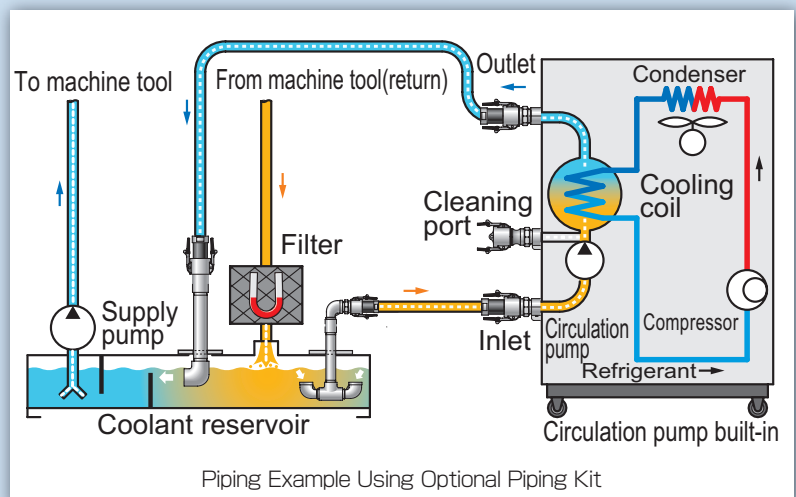 To machine tool
From machine tool(return)
Outlet
Condenser
Cooling
coil
Cleaning
port
Filter
Supply
pump
Inlet
Circulation
pump
Compressor
Refrigerant
Coolant reservoir
Circulation pump built-in
Piping Example Using Optional Piping Kit